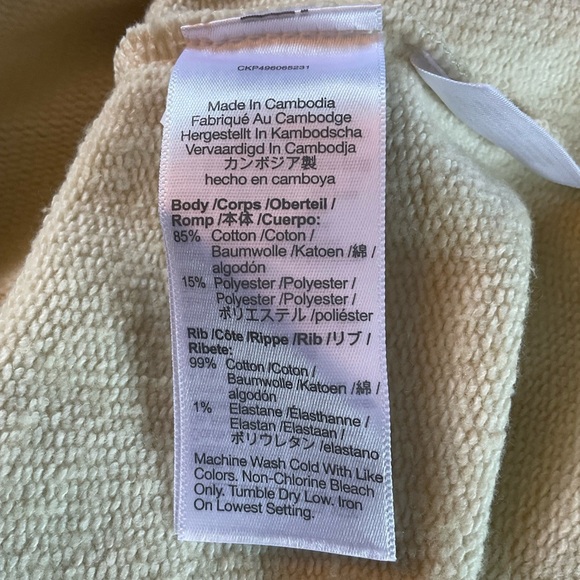 CKP496066231
Made In Cambodia
Fabriqué Au Cambodge
Hergestellt In Kambodscha
Vervaardigd In Cambodja
カンボジア製
hecho en camboya
Body /Corps /Oberteil /
Romp /本体 /Cuerpo:
85% Cotton /Coton /
Baumwolle /Katoen /綿 /
algodón
15% Polyester /Polyester /
Polyester /Polyester /
ポリエステル /poliéster
Rib /Côte /Rippe /Rib /リブ /
Ribete:
99% Cotton /Coton /
Baumwolle /Katoen /綿 /
algodón
1% Elastane /Élasthanne /
Elastan /Elastaan /
ポリウレタン /elastano
Machine Wash Cold With Like
Colors. Non-Chlorine Bleach
Only. Tumble Dry Low. Iron
On Lowest Setting.